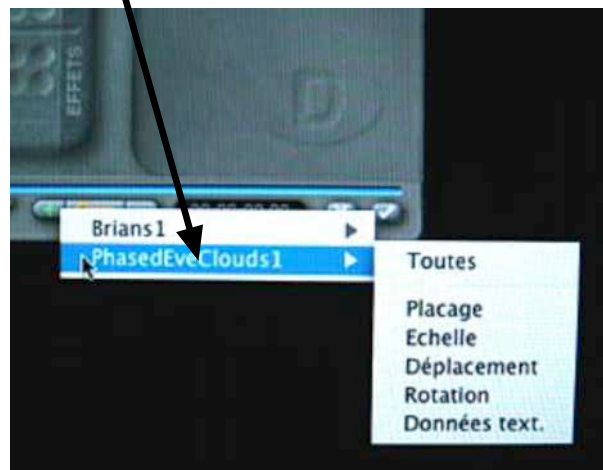 EFFETS
Brians1
PhasedEveClouds1
Toutes
Placage
Echelle
Déplacement
Rotation
Données text.